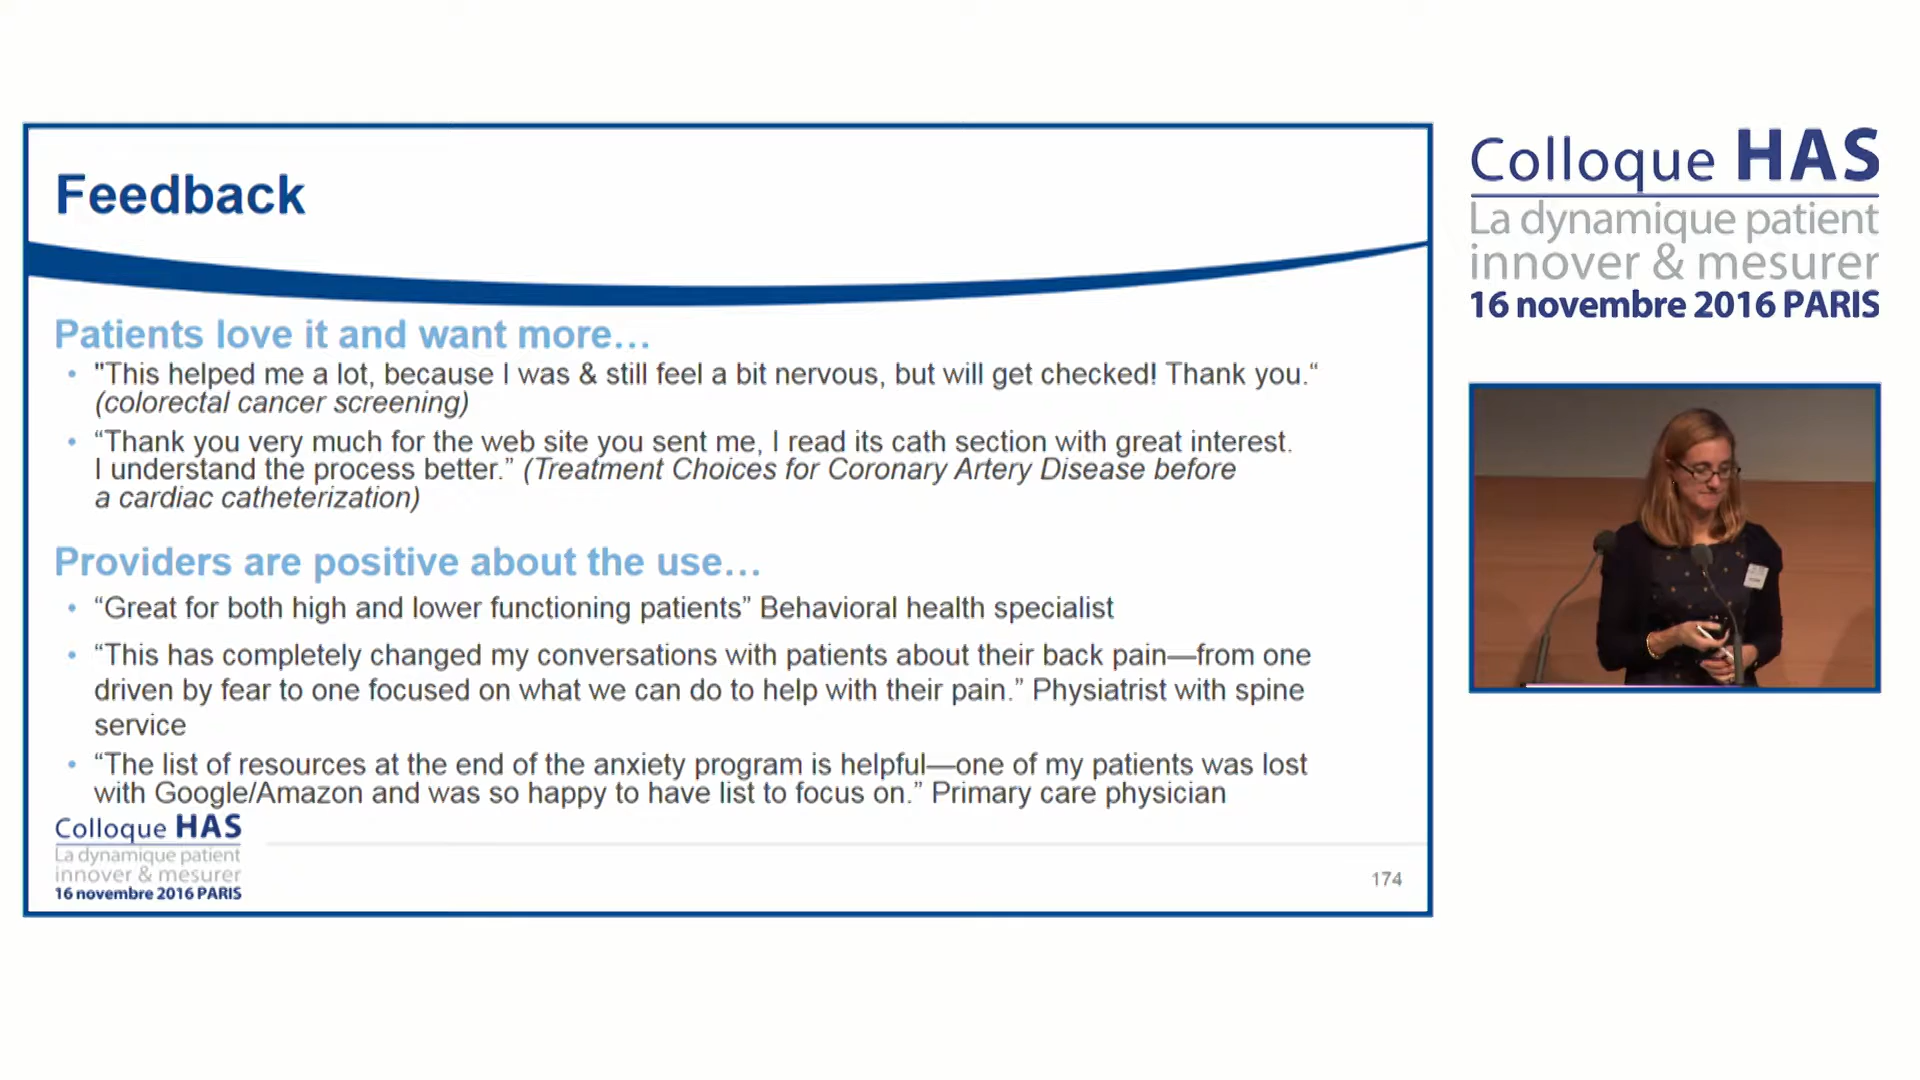 Feedback
Patients love it and want more…
• "This helped me a lot, because I was & still feel a bit nervous, but will get checked! Thank you.“
(colorectal cancer screening)
• “Thank you very much for the web site you sent me, I read its cath section with great interest.
I understand the process better.” (Treatment Choices for Coronary Artery Disease before
a cardiac catheterization)
Providers are positive about the use…
• “Great for both high and lower functioning patients” Behavioral health specialist
• “This has completely changed my conversations with patients about their back pain—from one
driven by fear to one focused on what we can do to help with their pain.” Physiatrist with spine
service
• “The list of resources at the end of the anxiety program is helpful—one of my patients was lost
with Google/Amazon and was so happy to have list to focus on.” Primary care physician
Colloque HAS
La dynamique patient
innover & mesurer
16 novembre 2016 PARIS
174
Colloque HAS
La dynamique patient
innover & mesurer
16 novembre 2016 PARIS